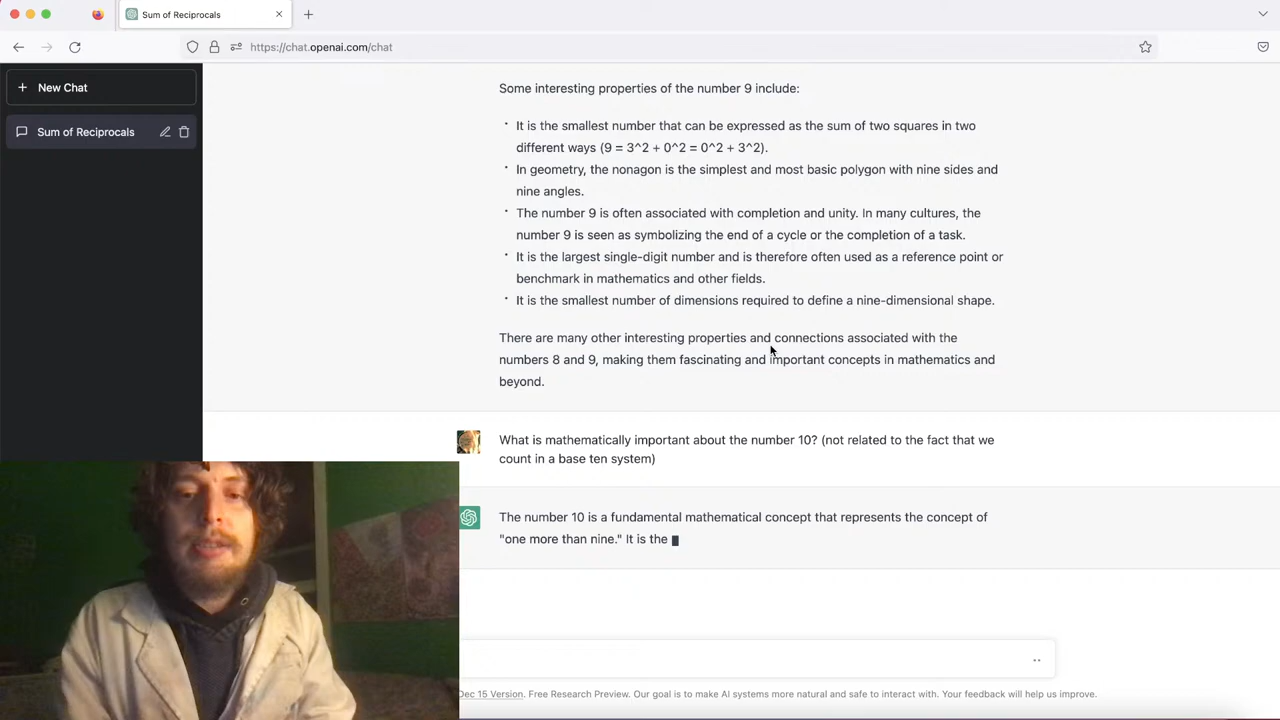 Sum of Reciprocals
https://chat.openai.com/chat
New Chat
Sum of Reciprocals
Some interesting properties of the number 9 include:
• It is the smallest number that can be expressed as the sum of two squares in two
different ways (9 = 3^2 + 0^2 = 0^2 + 3^2).
• In geometry, the nonagon is the simplest and most basic polygon with nine sides and
nine angles.
• The number 9 is often associated with completion and unity. In many cultures, the
number 9 is seen as symbolizing the end of a cycle or the completion of a task.
• It is the largest single-digit number and is therefore often used as a reference point or
benchmark in mathematics and other fields.
• It is the smallest number of dimensions required to define a nine-dimensional shape.
There are many other interesting properties and connections associated with the
numbers 8 and 9, making them fascinating and important concepts in mathematics and
beyond.
What is mathematically important about the number 10? (not related to the fact that we
count in a base ten system)
The number 10 is a fundamental mathematical concept that represents the concept of
"one more than nine." It is the
Dec 15 Version. Free Research Preview. Our goal is to make AI systems more natural and safe to interact with. Your feedback will help us improve.